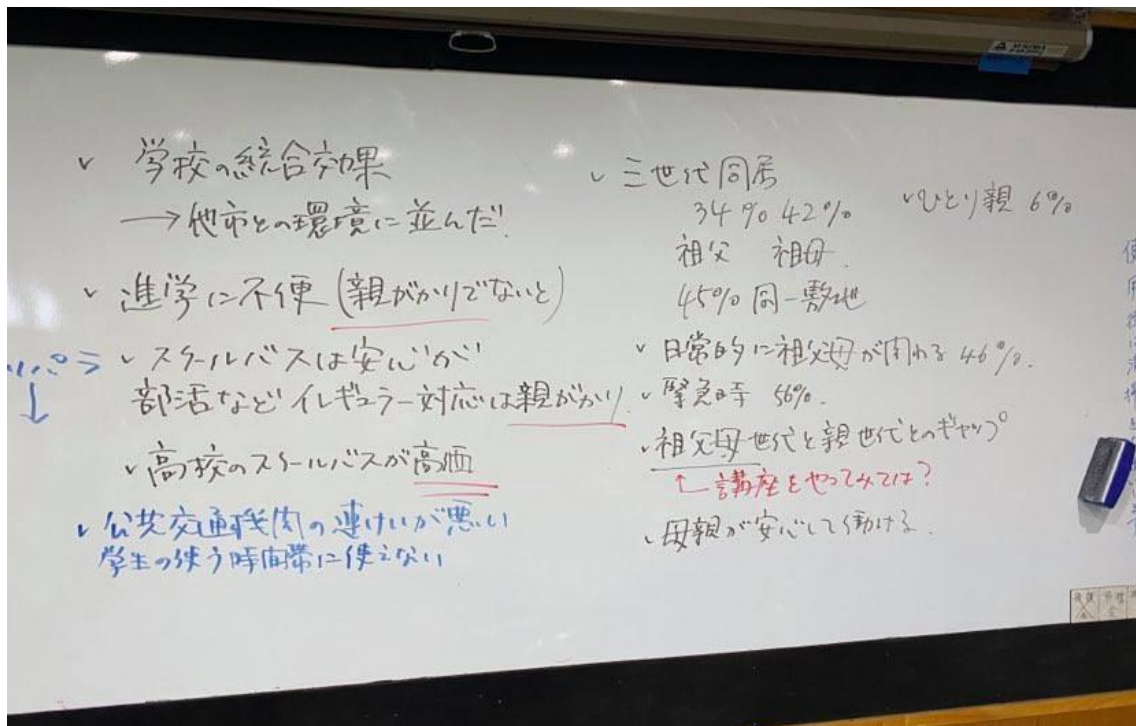 ✓ 学校の統合効果
→他市との環境に並んだ!
✓ 進学に不便(親がかりでないと)
✓ スクールバスは安心が
部活などイレギュラー対応は親がかり
✓ 高校のスクールバスが高価
✓ 公共交通機関の連けいが悪い
学生の使う時間帯に使えない
✓ 三世代同居
34% 42%
祖父 祖母
45% 同一敷地
✓ ひとり親 6%
✓ 日常的に祖父母が関わる 46%.
✓ 緊急時 56%.
✓ 祖父母世代と親世代とのギャップ
↑講座をやってみては?
✓ 母親が安心して働ける.